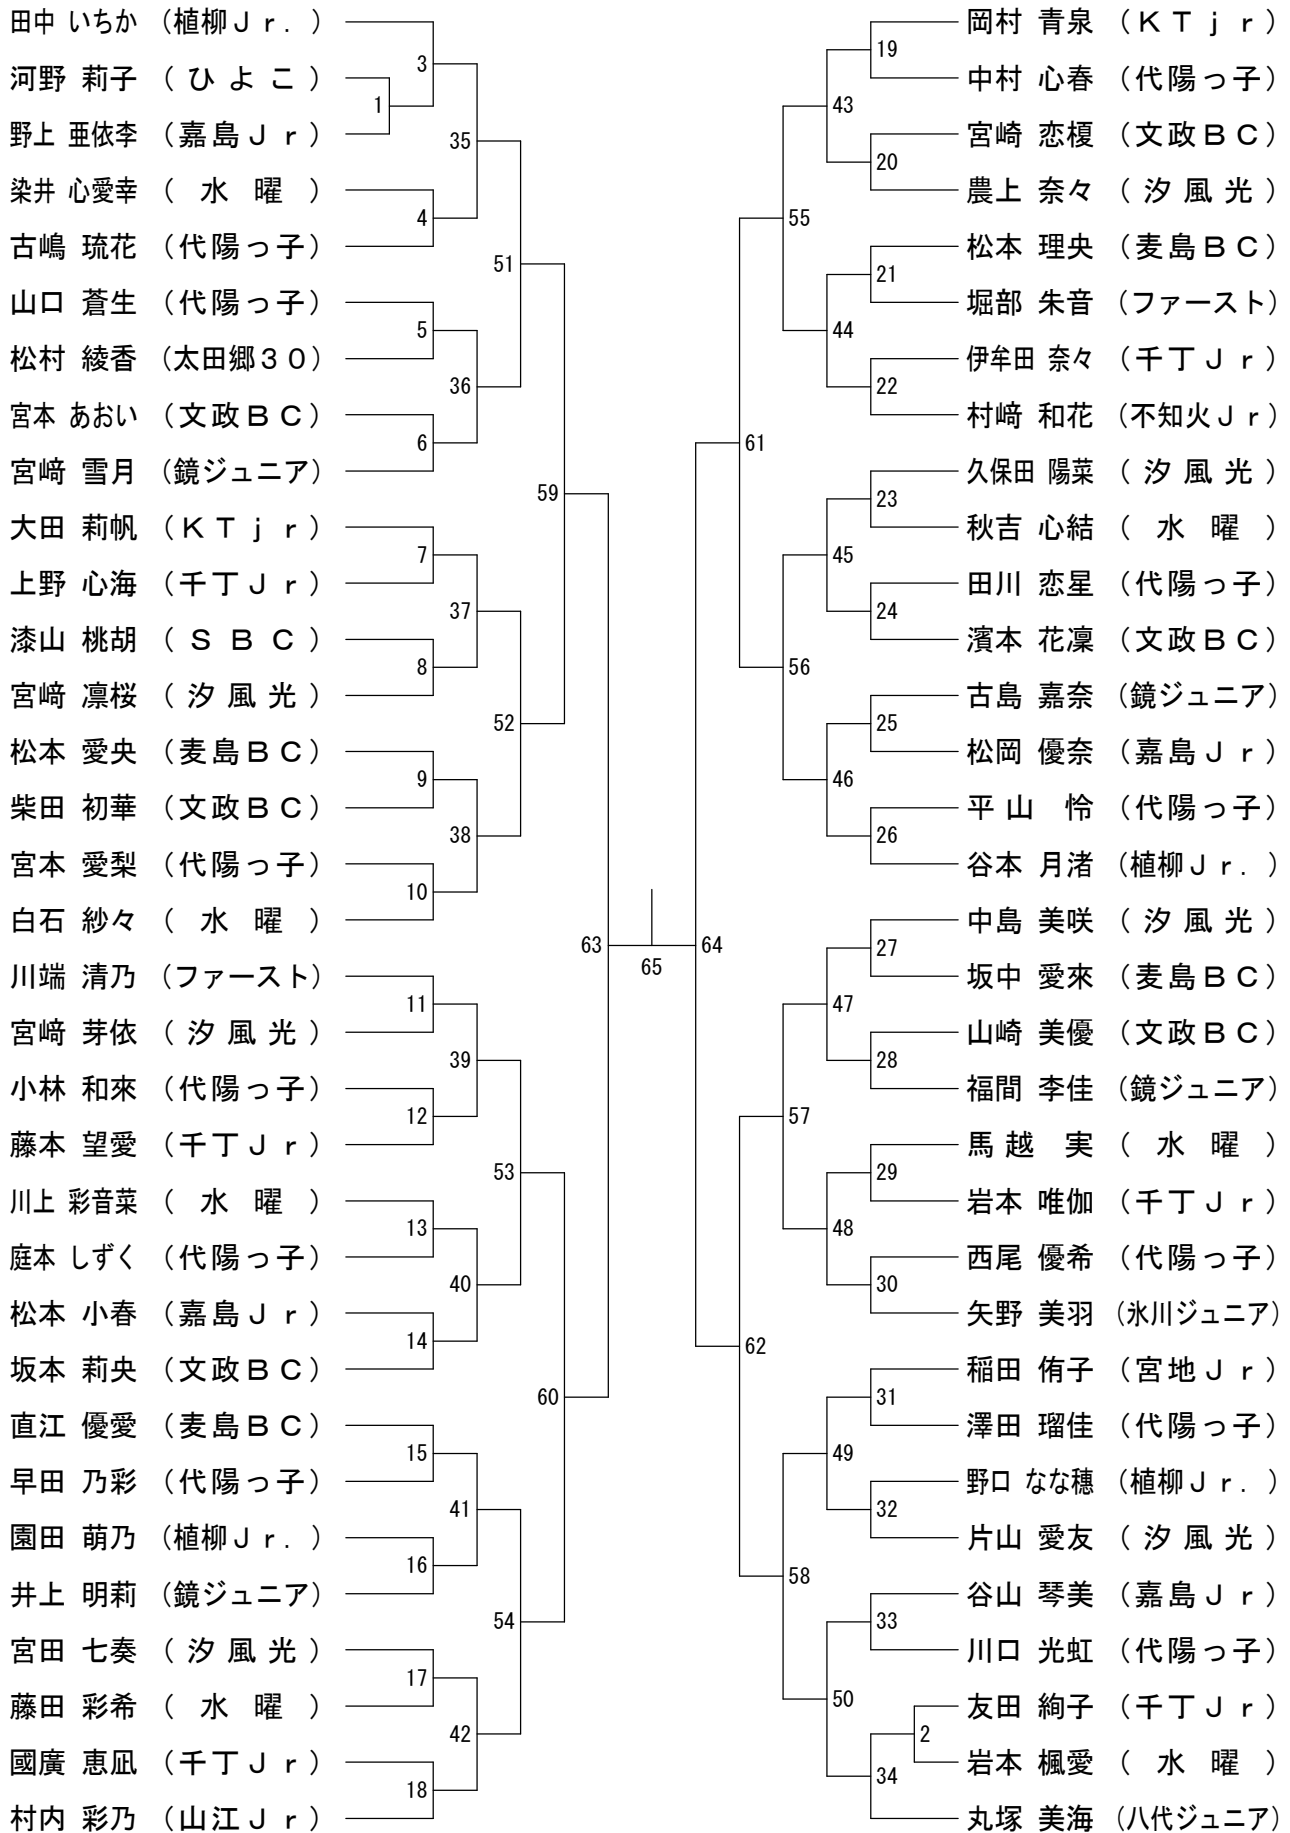 田中 いちか (植柳Ｊｒ.)
河野 莉子 (ひよこ)
野上 亜依李 (嘉島Ｊｒ)
染井 心愛幸 (水曜)
古嶋 琉花 (代陽っ子)
山口 蒼生 (代陽っ子)
松村 綾香 (太田郷３０)
宮本 あおい (文政ＢＣ)
宮﨑 雪月 (鏡ジュニア)
大田 莉帆 (ＫＴｊｒ)
上野 心海 (千丁Ｊｒ)
漆山 桃胡 (ＳＢＣ)
宮﨑 凛桜 (汐風光)
松本 愛央 (麦島ＢＣ)
柴田 初華 (文政ＢＣ)
宮本 愛梨 (代陽っ子)
白石 紗々 (水曜)
川端 清乃 (ファースト)
宮﨑 芽依 (汐風光)
小林 和來 (代陽っ子)
藤本 望愛 (千丁Ｊｒ)
川上 彩音菜 (水曜)
庭本 しずく (代陽っ子)
松本 小春 (嘉島Ｊｒ)
坂本 莉央 (文政ＢＣ)
直江 優愛 (麦島ＢＣ)
早田 乃彩 (代陽っ子)
園田 萌乃 (植柳Ｊｒ.)
井上 明莉 (鏡ジュニア)
宮田 七奏 (汐風光)
藤田 彩希 (水曜)
國廣 恵凪 (千丁Ｊｒ)
村内 彩乃 (山江Ｊｒ)
1
3
4
5
6
7
8
9
10
11
12
13
14
15
16
17
18
35
36
37
38
39
40
41
42
51
52
53
54
59
60
63
65
64
61
62
55
56
57
58
43
44
45
46
47
48
49
50
19
20
21
22
23
24
25
26
27
28
29
30
31
32
33
34
2
岡村 青泉 (ＫＴｊｒ)
中村 心春 (代陽っ子)
宮崎 恋榎 (文政ＢＣ)
農上 奈々 (汐風光)
松本 理央 (麦島ＢＣ)
堀部 朱音 (ファースト)
伊牟田 奈々 (千丁Ｊｒ)
村﨑 和花 (不知火Ｊｒ)
久保田 陽菜 (汐風光)
秋吉 心結 (水曜)
田川 恋星 (代陽っ子)
濱本 花凜 (文政ＢＣ)
古島 嘉奈 (鏡ジュニア)
松岡 優奈 (嘉島Ｊｒ)
平山 怜 (代陽っ子)
谷本 月渚 (植柳Ｊｒ.)
中島 美咲 (汐風光)
坂中 愛來 (麦島ＢＣ)
山崎 美優 (文政ＢＣ)
福間 李佳 (鏡ジュニア)
馬越 実 (水曜)
岩本 唯伽 (千丁Ｊｒ)
西尾 優希 (代陽っ子)
矢野 美羽 (氷川ジュニア)
稲田 侑子 (宮地Ｊｒ)
澤田 瑠佳 (代陽っ子)
野口 なな穂 (植柳Ｊｒ.)
片山 愛友 (汐風光)
谷山 琴美 (嘉島Ｊｒ)
川口 光虹 (代陽っ子)
友田 絢子 (千丁Ｊｒ)
岩本 楓愛 (水曜)
丸塚 美海 (八代ジュニア)